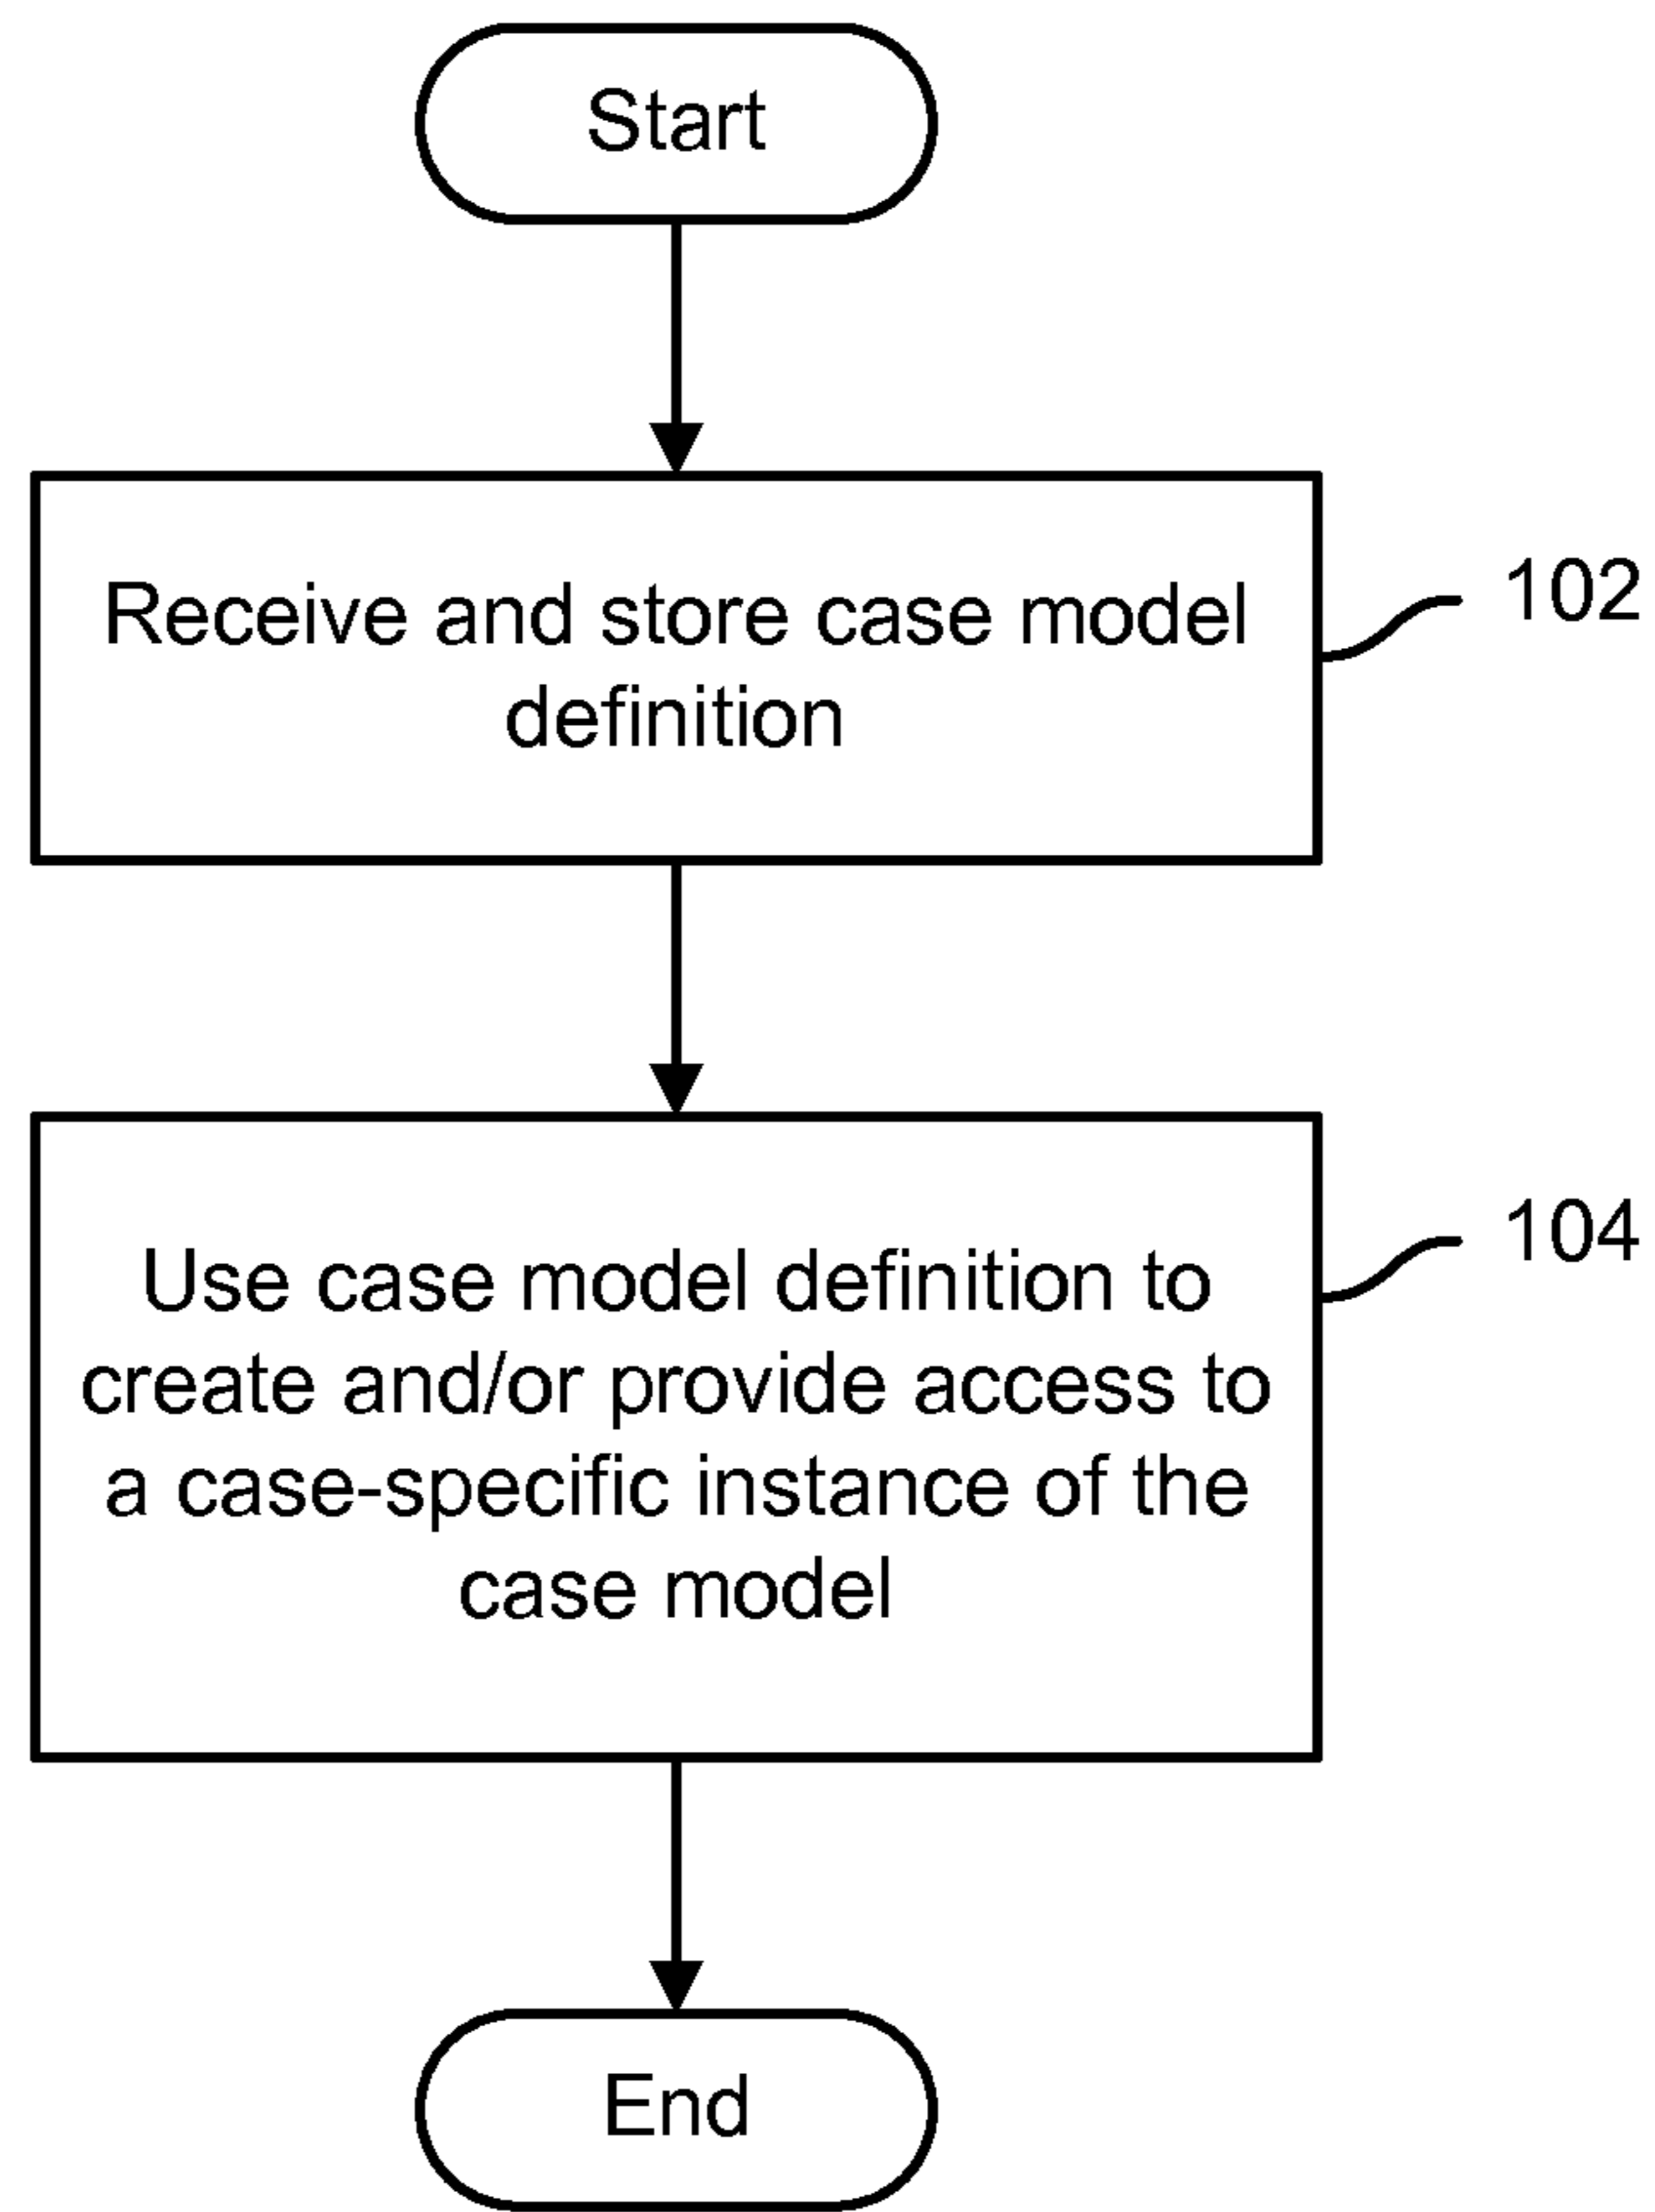 Start
Receive and store case model
definition
102
Use case model definition to
create and/or provide access to
a case-specific instance of the
case model
104
End